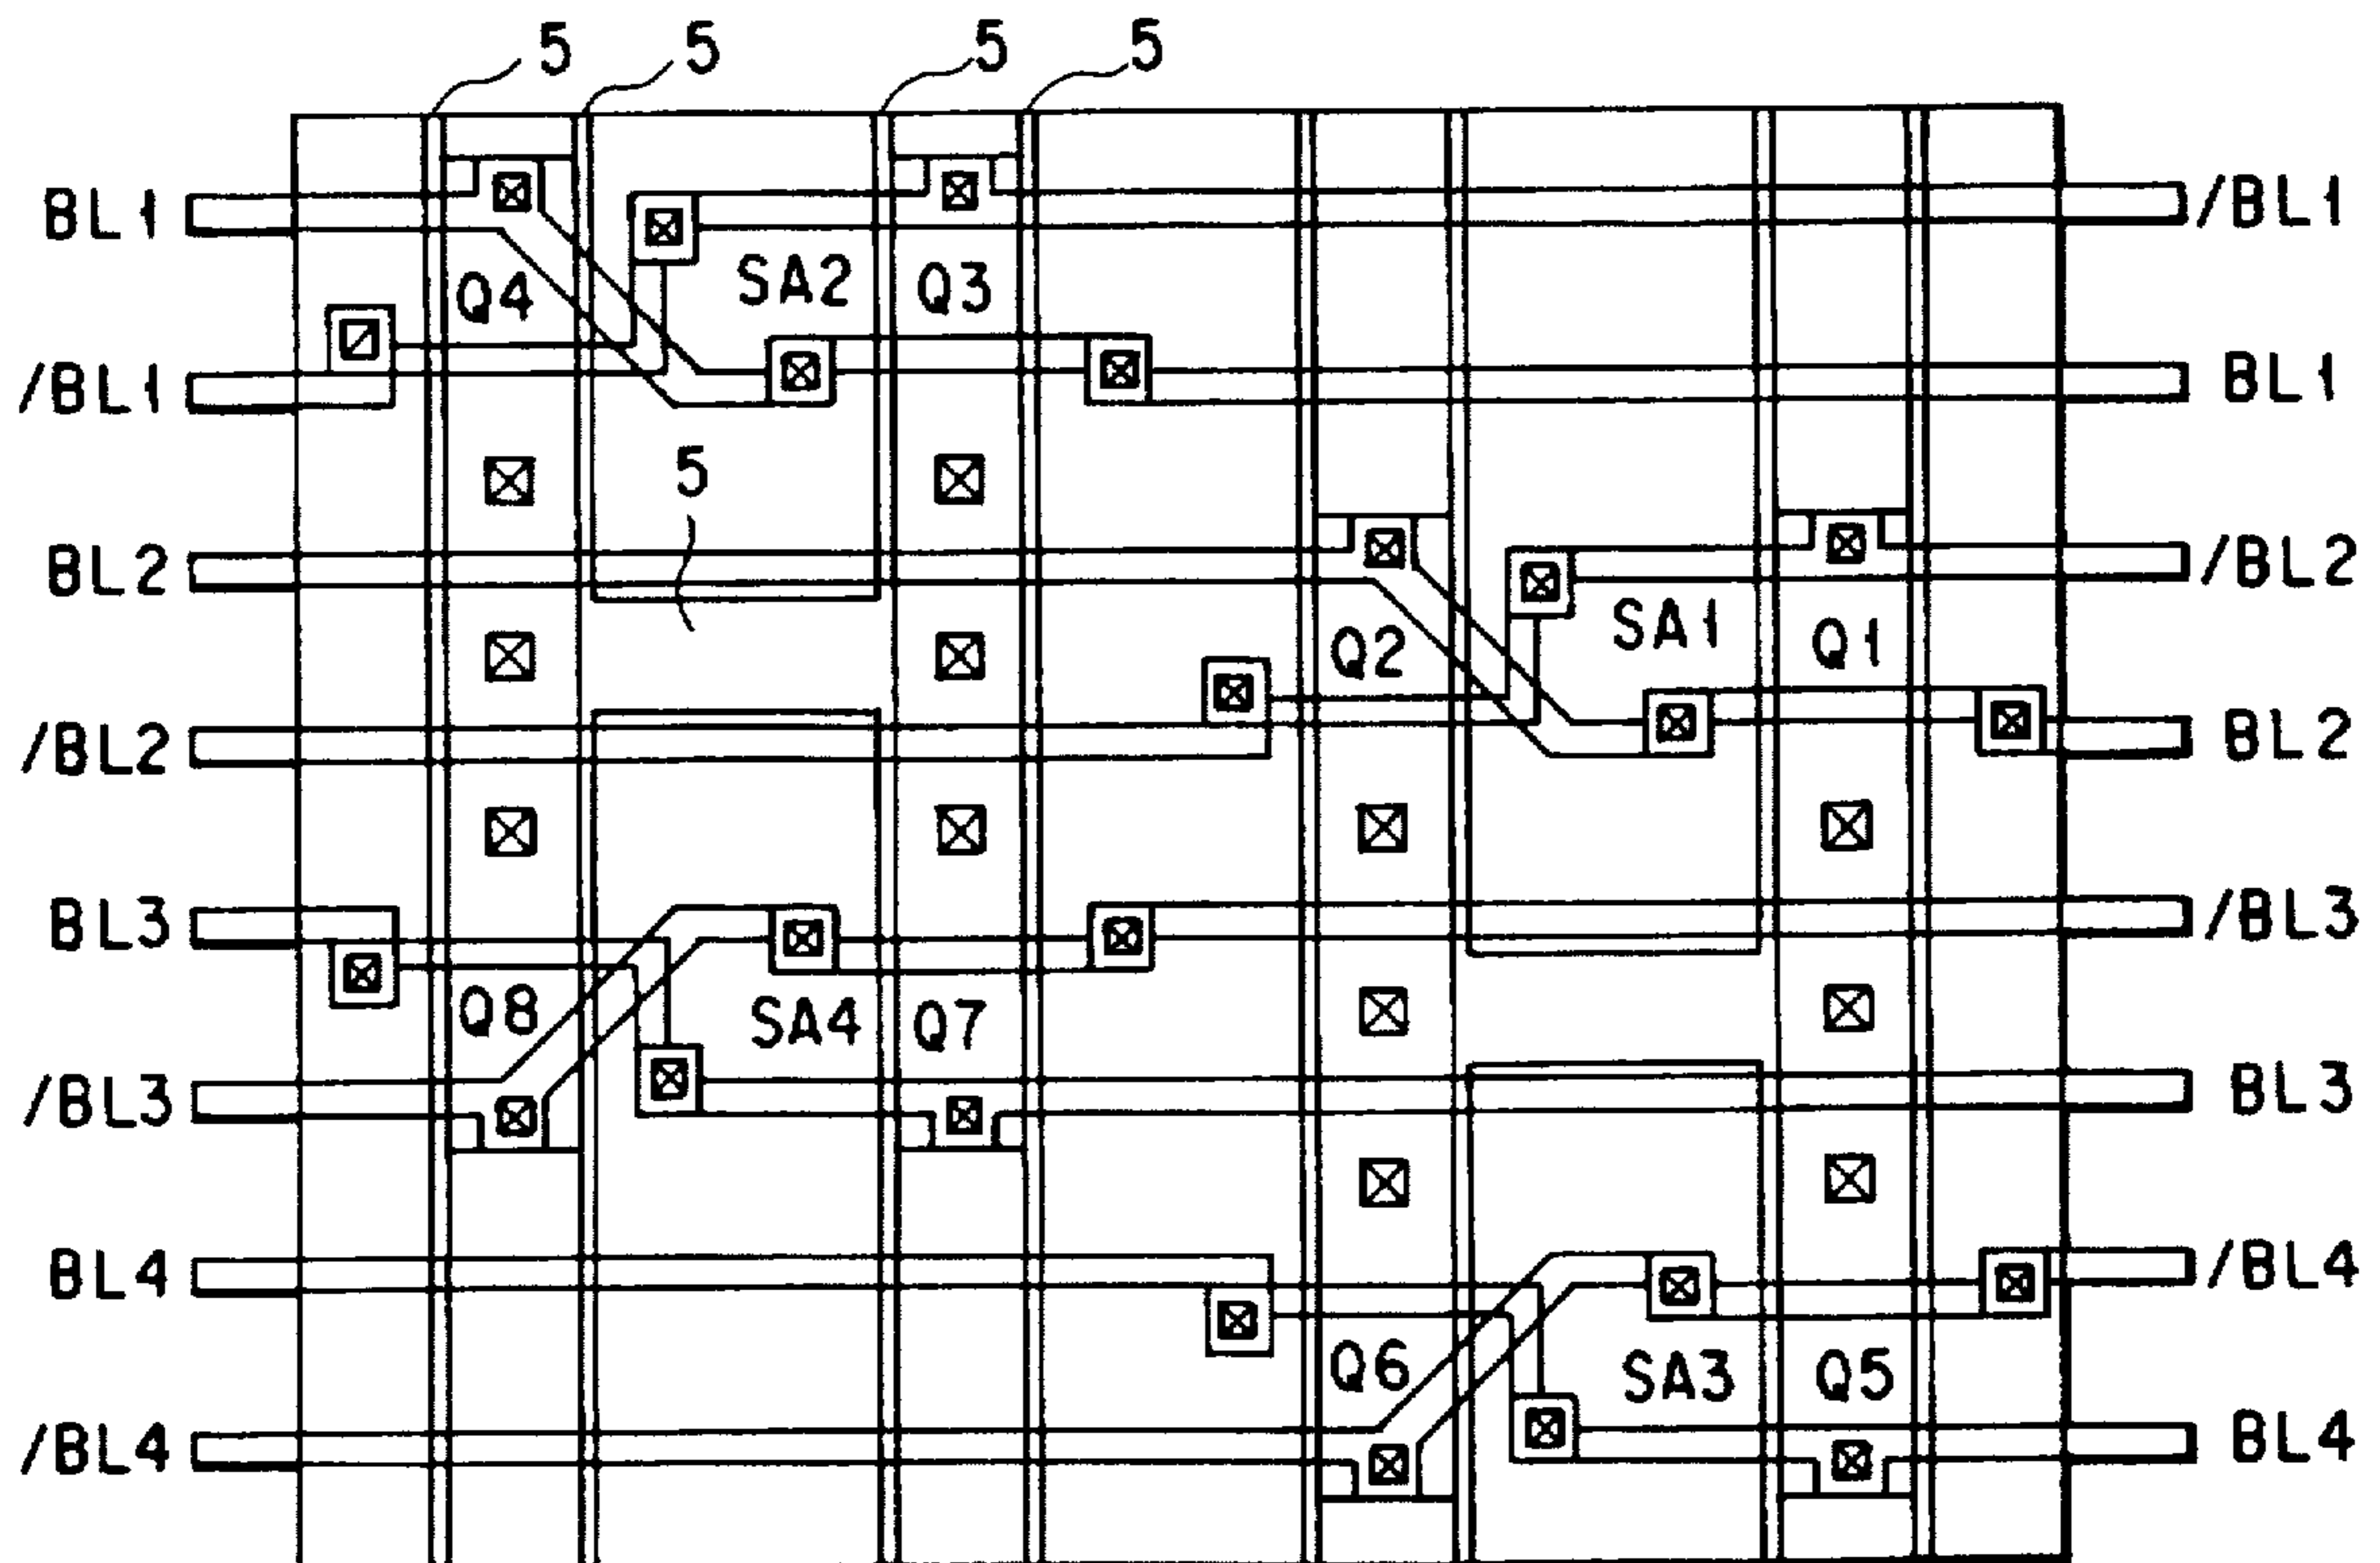 5 5 5 5
BL1 /BL1
Q4 SA2 Q3
/BL1 BL1
5
BL2 /BL2
Q2 SA1 Q1
/BL2 BL2
BL3 /BL3
Q8 SA4 Q7
/BL3 BL3
BL4 /BL4
Q6 SA3 Q5
/BL4 BL4